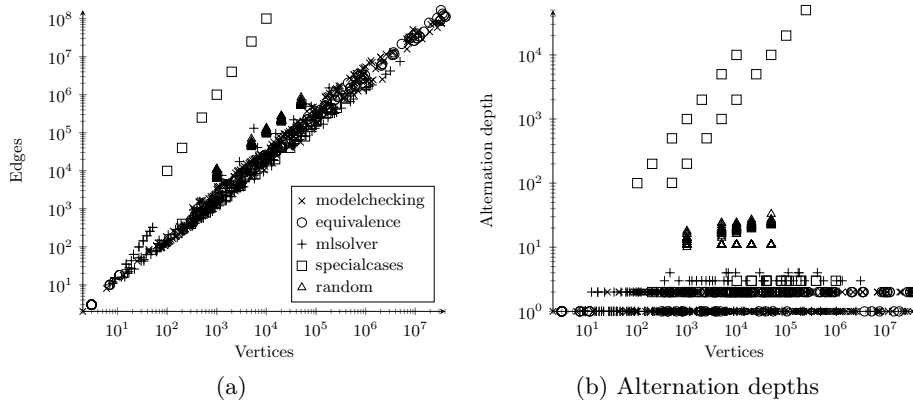 10^8
10^7
10^6
10^5
10^4
10^3
10^2
10^1
Edges
10^1 10^2 10^3 10^4 10^5 10^6 10^7
Vertices
modelchecking
equivalence
mlsolver
specialcases
random
(a)
10^4
10^3
10^2
10^1
10^0
Alternation depth
10^1 10^2 10^3 10^4 10^5 10^6 10^7
Vertices
(b) Alternation depths